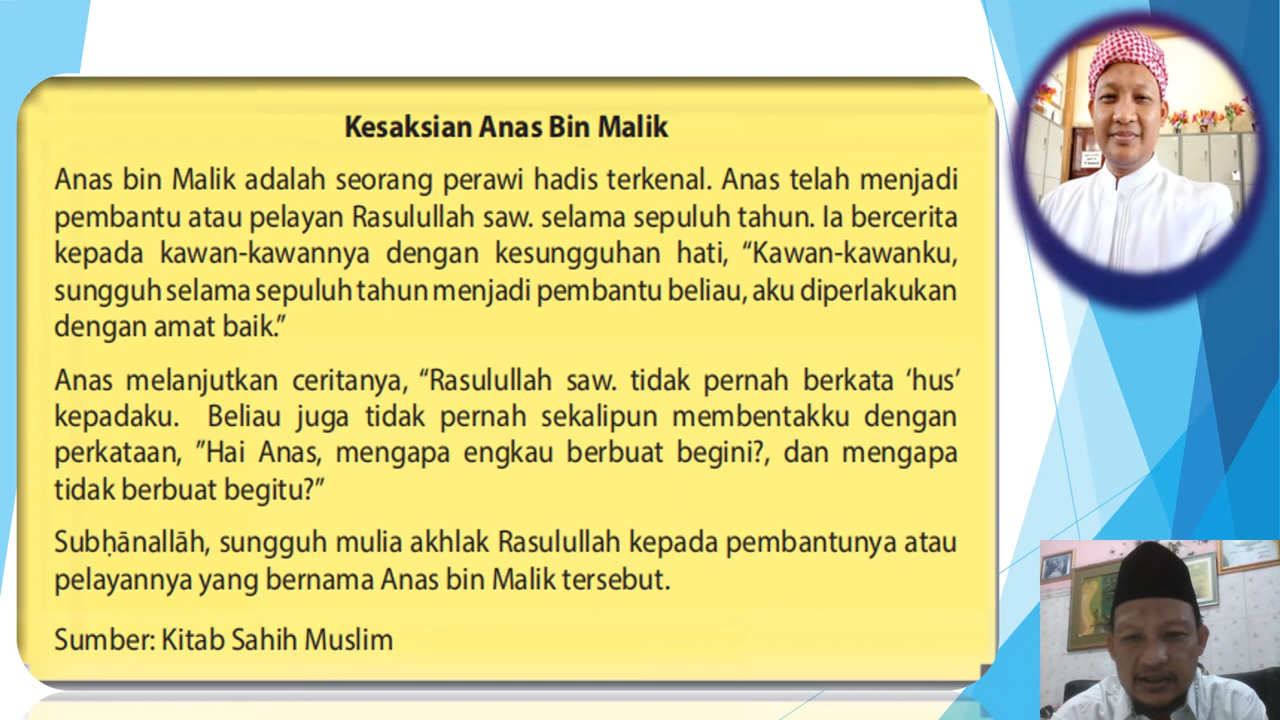 Kesaksian Anas Bin Malik
Anas bin Malik adalah seorang perawi hadis terkenal. Anas telah menjadi
pembantu atau pelayan Rasulullah saw. selama sepuluh tahun. Ia bercerita
kepada kawan-kawannya dengan kesungguhan hati, “Kawan-kawanku,
sungguh selama sepuluh tahun menjadi pembantu beliau, aku diperlakukan
dengan amat baik.”
Anas melanjutkan ceritanya, “Rasulullah saw. tidak pernah berkata ‘hus’
kepadaku. Beliau juga tidak pernah sekalipun membentakku dengan
perkataan, ”Hai Anas, mengapa engkau berbuat begini?, dan mengapa
tidak berbuat begitu?”
Subḥānallāh, sungguh mulia akhlak Rasulullah kepada pembantunya atau
pelayannya yang bernama Anas bin Malik tersebut.
Sumber: Kitab Sahih Muslim